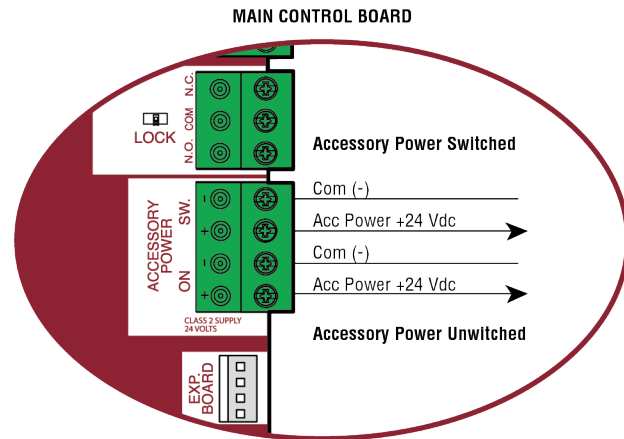 MAIN CONTROL BOARD
N.C.
COM
N.O.
LOCK
Accessory Power Switched
ACCESSORY
POWER
SW.
ON
-
+
-
+
Com (-)
Acc Power +24 Vdc
Com (-)
Acc Power +24 Vdc
CLASS 2 SUPPLY
24 VOLTS
Accessory Power Unwitched
EXP.
BOARD